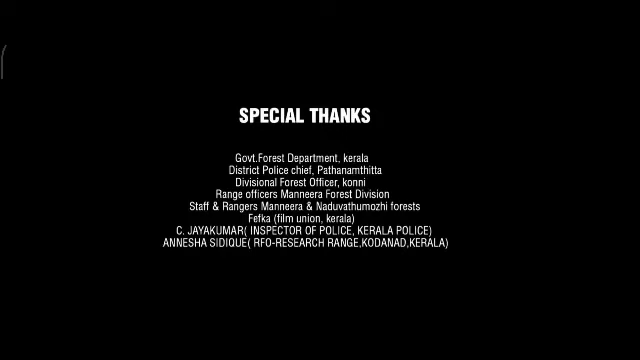 SPECIAL THANKS
Govt.Forest Department, kerala
District Police chief, Pathanamthitta
Divisional Forest Officer, konni
Range officers Manneera Forest Division
Staff & Rangers Manneera & Naduvathumozhi forests
Fefka (film union, kerala)
C. JAYAKUMAR( INSPECTOR OF POLICE, KERALA POLICE)
ANNESHA SIDIQUE( RFO-RESEARCH RANGE,KODANAD,KERALA)